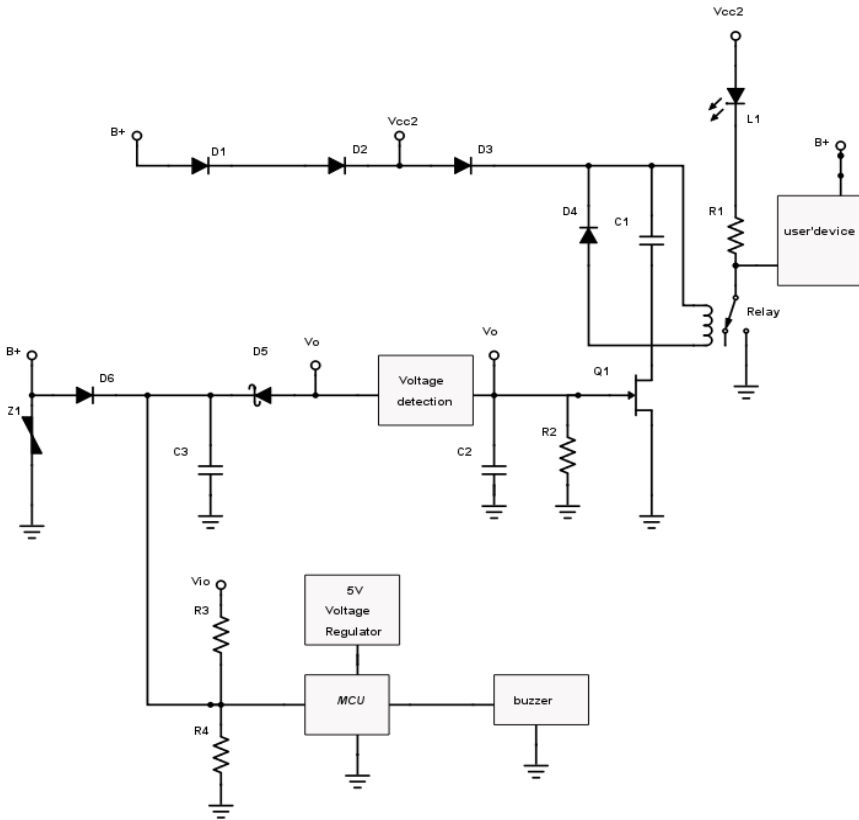 Vcc2
L1
B+
D1
D2
Vcc2
D3
B+
D4
C1
R1
user'device
Relay
B+
D6
D5
Vo
Vo
Q1
Z1
Voltage
detection
C3
C2
R2
Vio
R3
5V
Voltage
Regulator
R4
MCU
buzzer